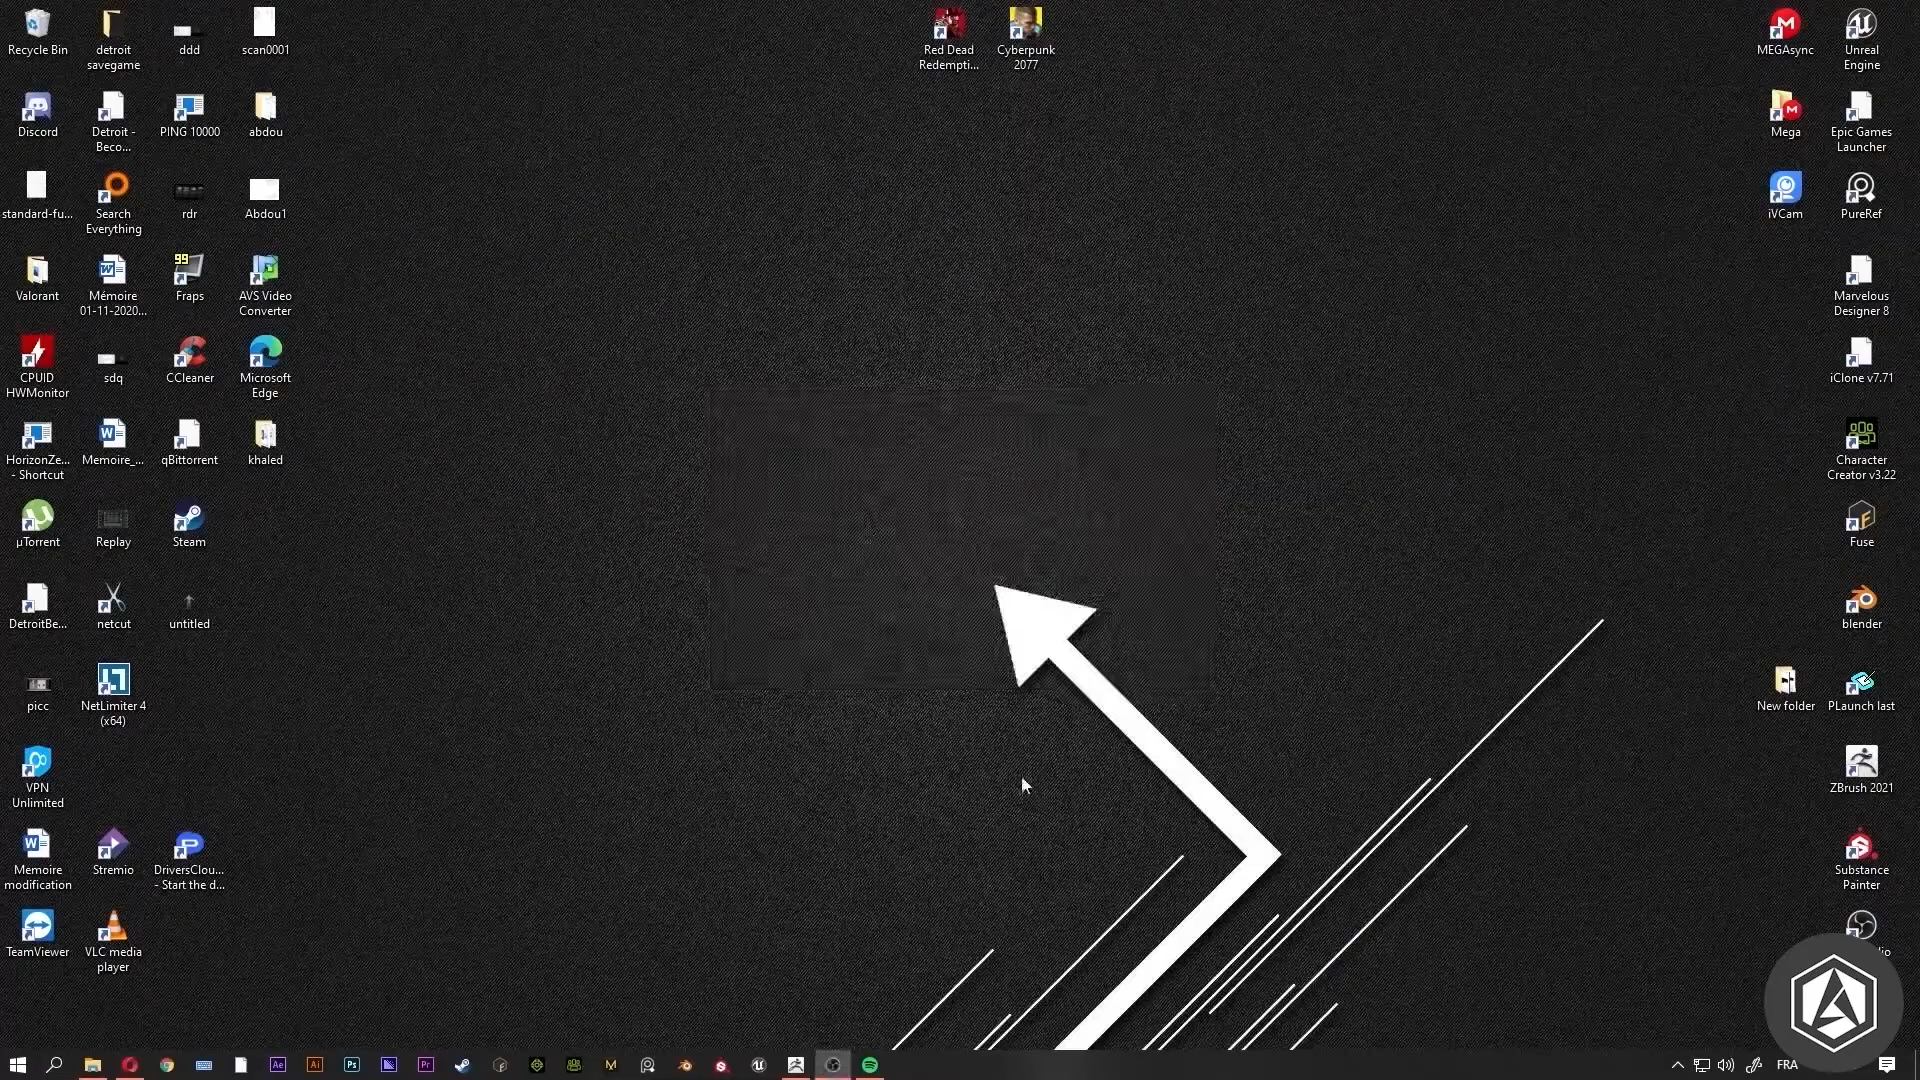 Recycle Bin
detroit
savegame
ddd
scan0001
Red Dead
Redempti...
Cyberpunk
2077
MEGAsync
Unreal
Engine
Discord
Detroit -
Beco...
PING 10000
abdou
Mega
Epic Games
Launcher
standard-fu...
Search
Everything
rdr
Abdou1
iVCam
PureRef
Valorant
Mémoire
01-11-2020...
99
Fraps
AVS Video
Converter
Marvelous
Designer 8
CPUID
HWMonitor
sdq
CCleaner
Microsoft
Edge
iClone v7.71
HorizonZe...
- Shortcut
Memoire_...
qBittorrent
khaled
Character
Creator v3.22
µTorrent
Replay
Steam
Fuse
DetroitBe...
netcut
untitled
blender
picc
NetLimiter 4
(x64)
New folder
PLaunch last
VPN
Unlimited
ZBrush 2021
Memoire
modification
Stremio
DriversClou...
- Start the d...
Substance
Painter
TeamViewer
VLC media
player
Ae
Ai
Ps
Pr
FRA